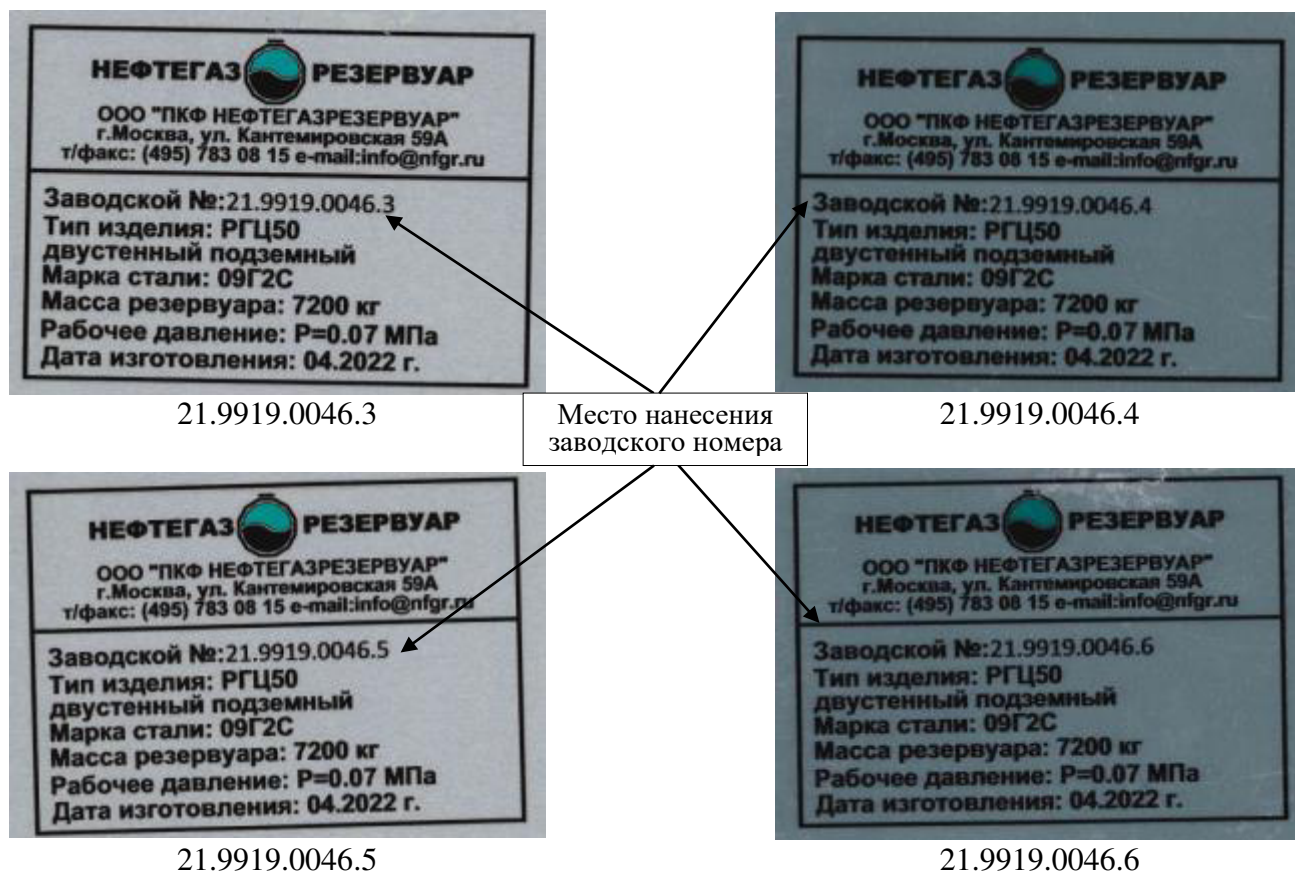 НЕФТЕГАЗ РЕЗЕРВУАР
ООО "ПКФ НЕФТЕГАЗРЕЗЕРВУАР"
г.Москва, ул. Кантемировская 59А
т/факс: (495) 783 08 15 e-mail:info@nfgr.ru
Заводской №:21.9919.0046.3
Тип изделия: РГЦ50
двустенный подземный
Марка стали: 09Г2С
Масса резервуара: 7200 кг
Рабочее давление: Р=0.07 МПа
Дата изготовления: 04.2022 г.
21.9919.0046.3
НЕФТЕГАЗ РЕЗЕРВУАР
ООО "ПКФ НЕФТЕГАЗРЕЗЕРВУАР"
г.Москва, ул. Кантемировская 59А
т/факс: (495) 783 08 15 e-mail:info@nfgr.ru
Заводской №:21.9919.0046.4
Тип изделия: РГЦ50
двустенный подземный
Марка стали: 09Г2С
Масса резервуара: 7200 кг
Рабочее давление: Р=0.07 МПа
Дата изготовления: 04.2022 г.
21.9919.0046.4
Место нанесения
заводского номера
НЕФТЕГАЗ РЕЗЕРВУАР
ООО "ПКФ НЕФТЕГАЗРЕЗЕРВУАР"
г.Москва, ул. Кантемировская 59А
т/факс: (495) 783 08 15 e-mail:info@nfgr.ru
Заводской №:21.9919.0046.5
Тип изделия: РГЦ50
двустенный подземный
Марка стали: 09Г2С
Масса резервуара: 7200 кг
Рабочее давление: Р=0.07 МПа
Дата изготовления: 04.2022 г.
21.9919.0046.5
НЕФТЕГАЗ РЕЗЕРВУАР
ООО "ПКФ НЕФТЕГАЗРЕЗЕРВУАР"
г.Москва, ул. Кантемировская 59А
т/факс: (495) 783 08 15 e-mail:info@nfgr.ru
Заводской №:21.9919.0046.6
Тип изделия: РГЦ50
двустенный подземный
Марка стали: 09Г2С
Масса резервуара: 7200 кг
Рабочее давление: Р=0.07 МПа
Дата изготовления: 04.2022 г.
21.9919.0046.6